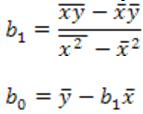 b₁ = (x̅y̅ − x̄ȳ) / (x̅²̅ − x̄²)
b₀ = ȳ − b₁x̄